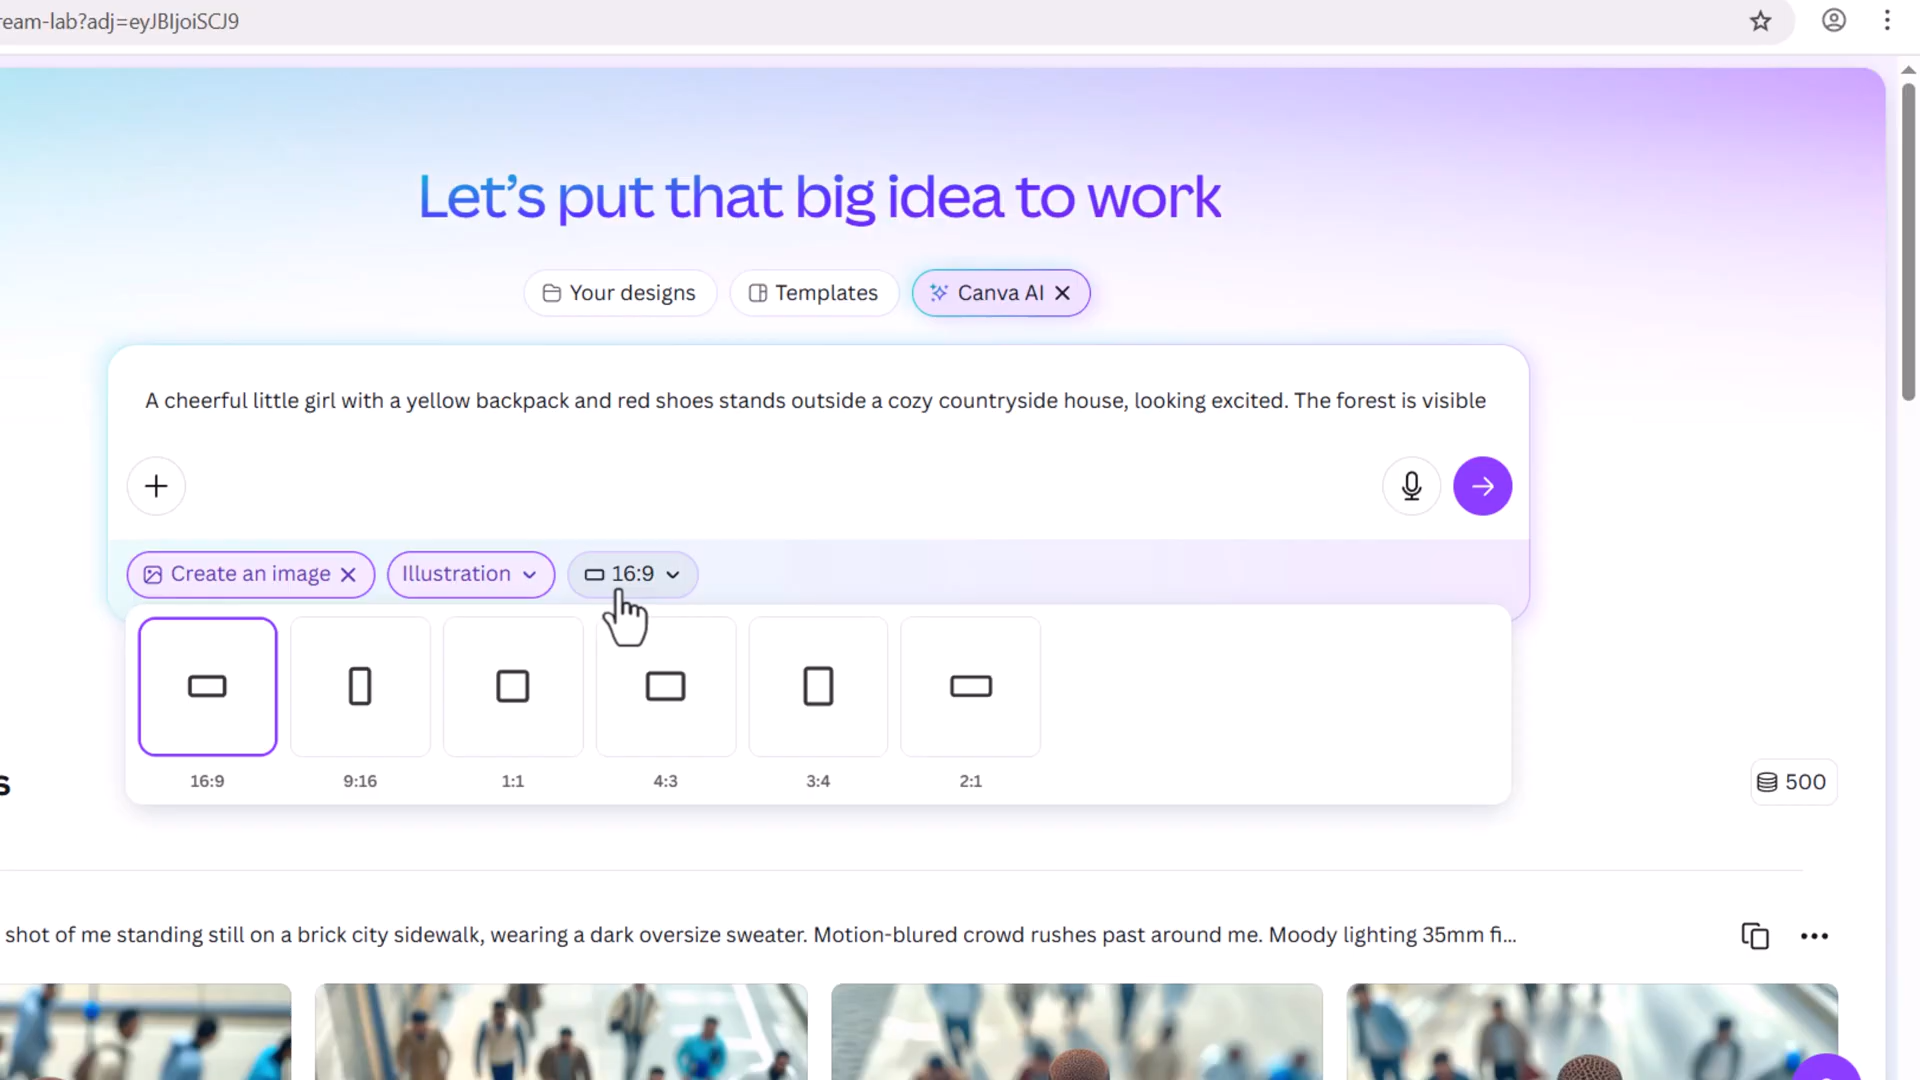 ream-lab?adj=eyJBIjoiSCJ9
Let's put that big idea to work
Your designs
Templates
Canva AI
A cheerful little girl with a yellow backpack and red shoes stands outside a cozy countryside house, looking excited. The forest is visible
Create an image
Illustration
16:9
16:9
9:16
1:1
4:3
3:4
2:1
s
500
shot of me standing still on a brick city sidewalk, wearing a dark oversize sweater. Motion-blurred crowd rushes past around me. Moody lighting 35mm fi...